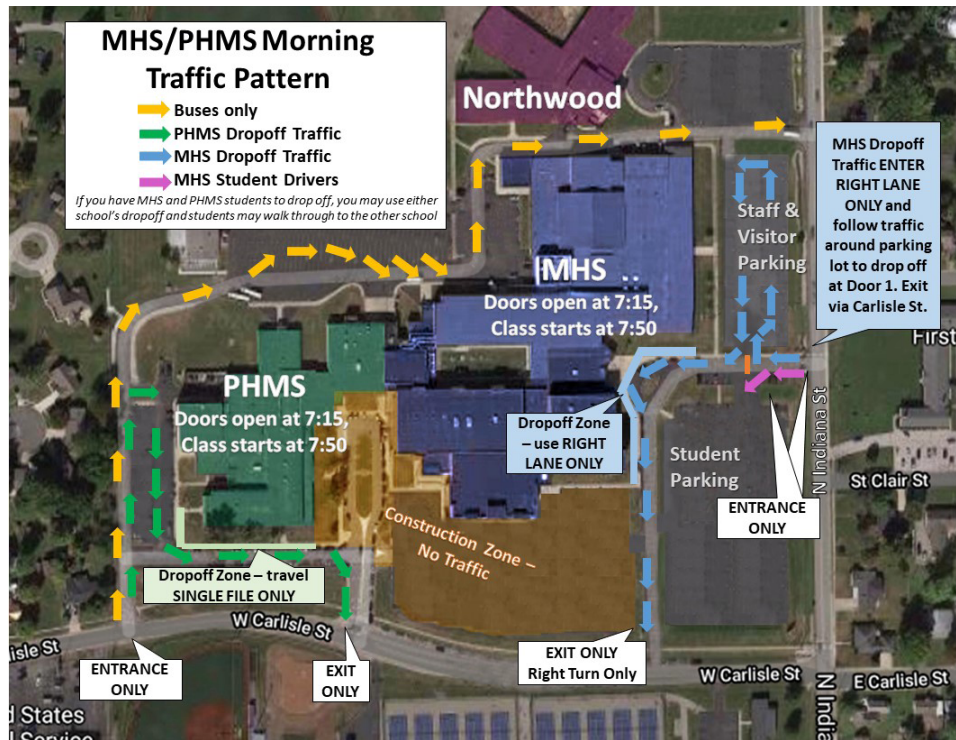 MHS/PHMS Morning
Traffic Pattern
Buses only
PHMS Dropoff Traffic
MHS Dropoff Traffic
MHS Student Drivers
If you have MHS and PHMS students to drop off, you may use either
school's dropoff and students may walk through to the other school
Northwood
MHS Dropoff
Traffic ENTER
RIGHT LANE
ONLY and
follow traffic
around parking
lot to drop off
at Door 1. Exit
via Carlisle St.
Staff &
Visitor
Parking
MHS
Doors open at 7:15,
Class starts at 7:50
First
PHMS
Doors open at 7:15,
Class starts at 7:50
Dropoff Zone
– use RIGHT
LANE ONLY
Student
Parking
N Indiana St
St Clair St
ENTRANCE
ONLY
Construction Zone –
No Traffic
Dropoff Zone – travel
SINGLE FILE ONLY
W Carlisle St
lisle St
ENTRANCE
ONLY
EXIT
ONLY
EXIT ONLY
Right Turn Only
W Carlisle St
E Carlisle St
N India
d States
l Service